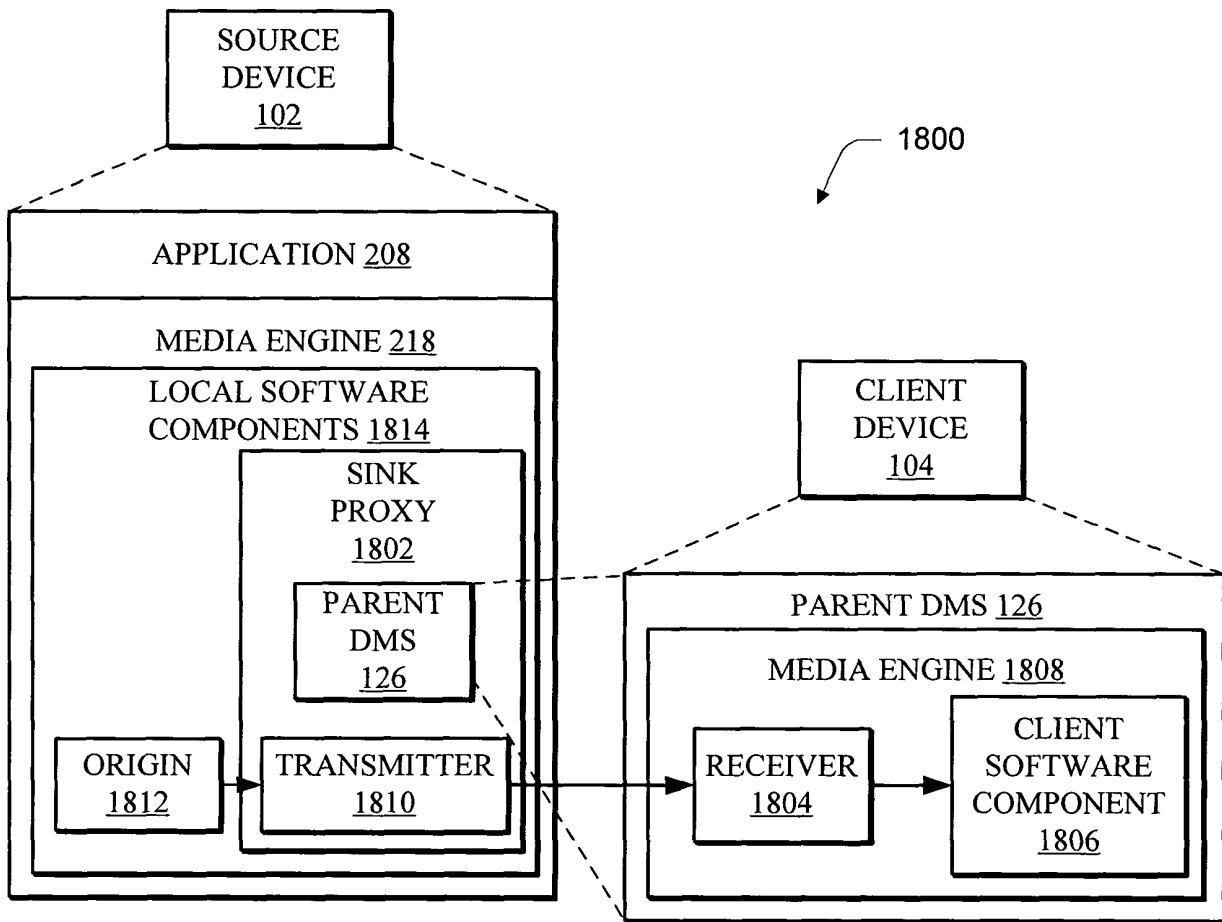 SOURCE
DEVICE
102
1800
APPLICATION 208
MEDIA ENGINE 218
LOCAL SOFTWARE
COMPONENTS 1814
SINK
PROXY
1802
PARENT
DMS
126
ORIGIN
1812
TRANSMITTER
1810
CLIENT
DEVICE
104
PARENT DMS 126
MEDIA ENGINE 1808
RECEIVER
1804
CLIENT
SOFTWARE
COMPONENT
1806